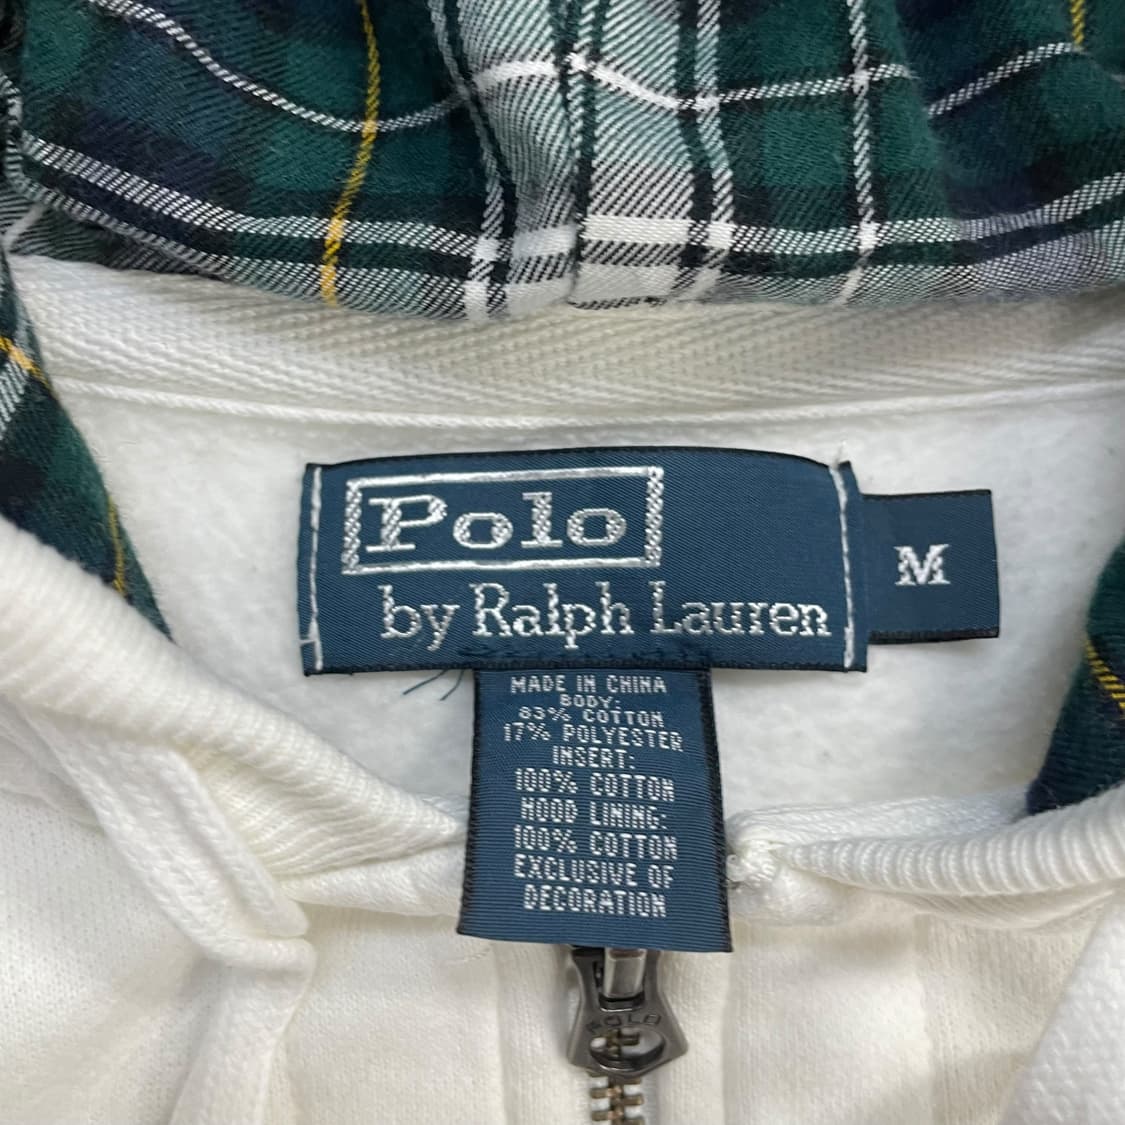 Polo
by Ralph Lauren
M
MADE IN CHINA
BODY:
83% COTTON
17% POLYESTER
INSERT:
100% COTTON
HOOD LINING:
100% COTTON
EXCLUSIVE OF
DECORATION
POLO